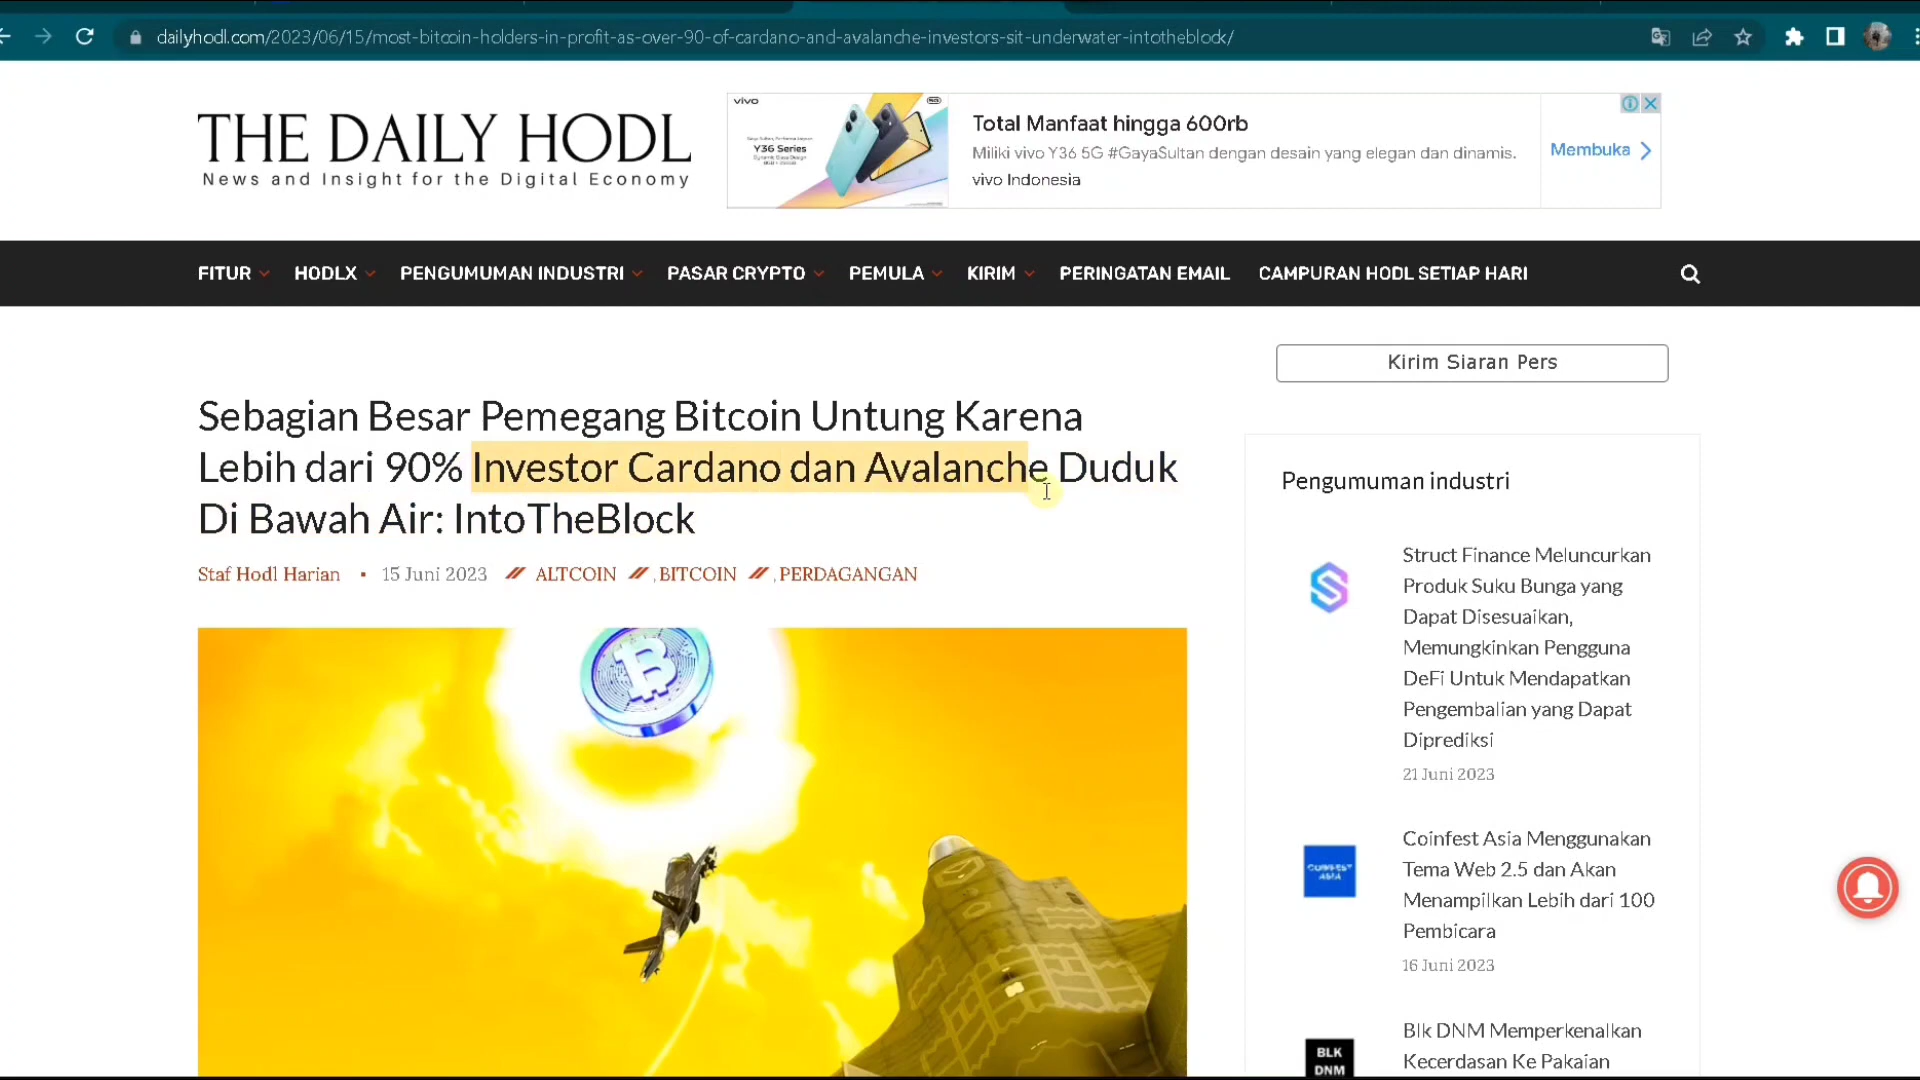 dailyhodl.com/2023/06/15/most-bitcoin-holders-in-profit-as-over-90-of-cardano-and-avalanche-investors-sit-underwater-intotheblock/
THE DAILY HODL
News and Insight for the Digital Economy
vivo
Y36 Series
Total Manfaat hingga 600rb
Miliki vivo Y36 5G #GayaSultan dengan desain yang elegan dan dinamis.
vivo Indonesia
Membuka
FITUR HODLX PENGUMUMAN INDUSTRI PASAR CRYPTO PEMULA KIRIM PERINGATAN EMAIL CAMPURAN HODL SETIAP HARI
Kirim Siaran Pers
Sebagian Besar Pemegang Bitcoin Untung Karena
Lebih dari 90% Investor Cardano dan Avalanche Duduk
Di Bawah Air: IntoTheBlock
Staf Hodl Harian • 15 Juni 2023 ALTCOIN , BITCOIN , PERDAGANGAN
Pengumuman industri
Struct Finance Meluncurkan
Produk Suku Bunga yang
Dapat Disesuaikan,
Memungkinkan Pengguna
DeFi Untuk Mendapatkan
Pengembalian yang Dapat
Diprediksi
21 Juni 2023
COINFEST
ASIA
Coinfest Asia Menggunakan
Tema Web 2.5 dan Akan
Menampilkan Lebih dari 100
Pembicara
16 Juni 2023
BLK
DNM
Blk DNM Memperkenalkan
Kecerdasan Ke Pakaian